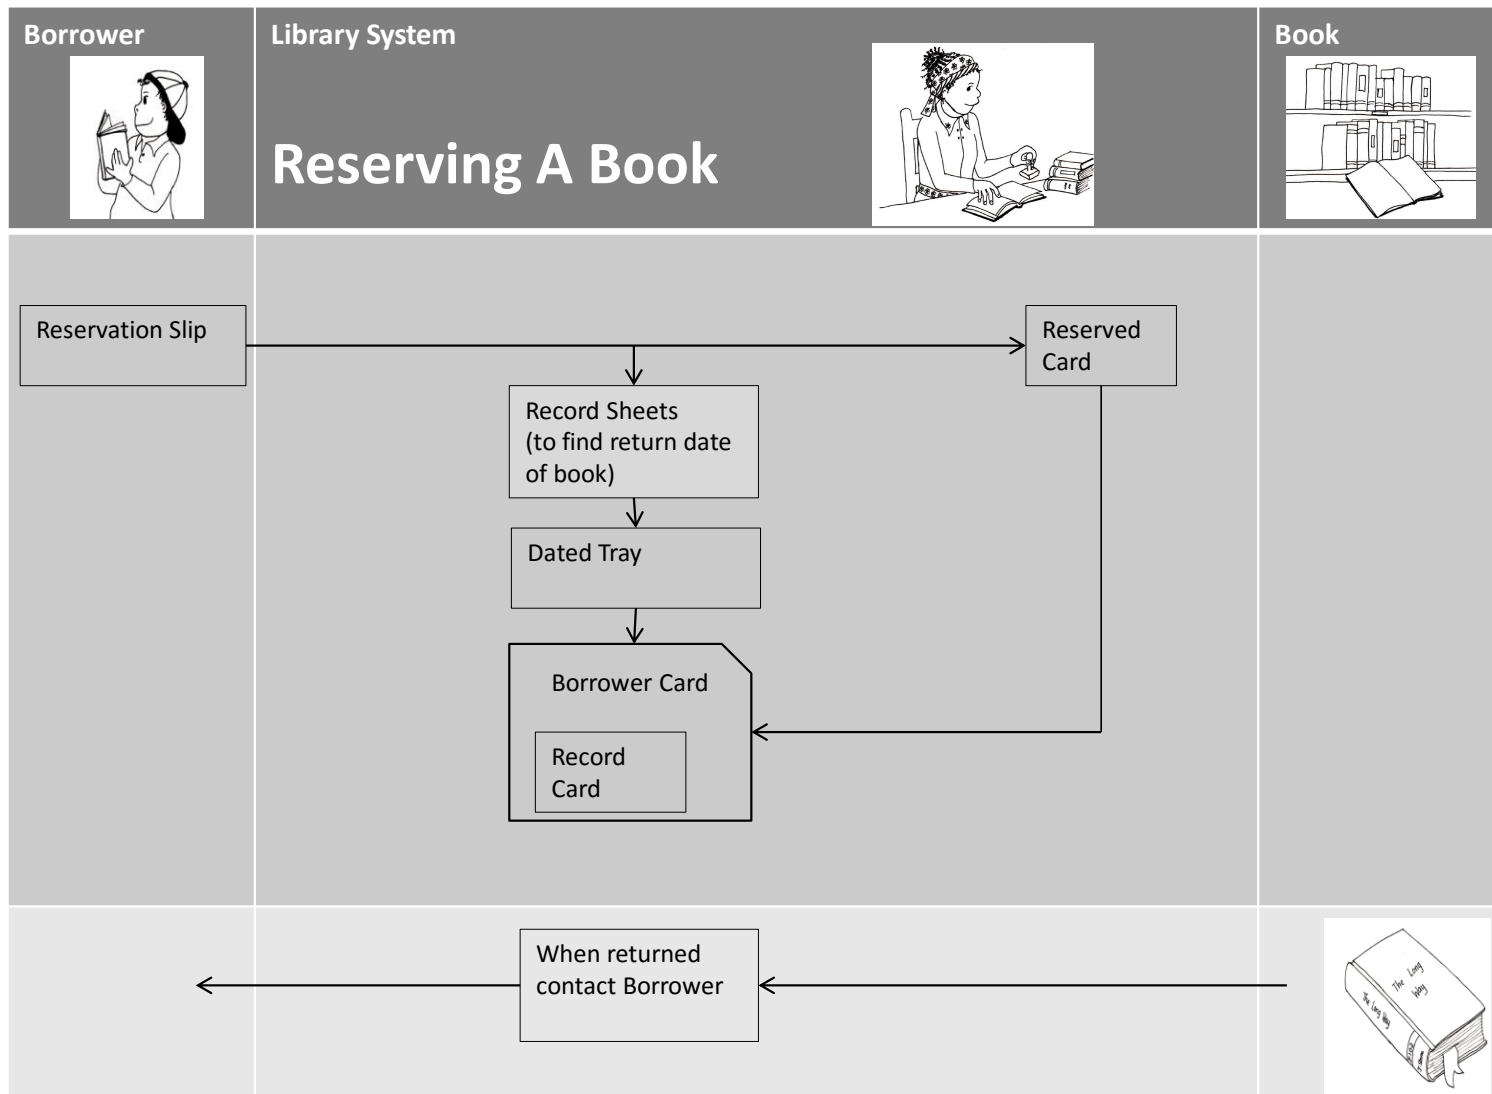 Borrower
Library System
Book
Reserving A Book
Reservation Slip
Reserved
Card
Record Sheets
(to find return date
of book)
Dated Tray
Borrower Card
Record
Card
When returned
contact Borrower
The Long
Way
The Long Way